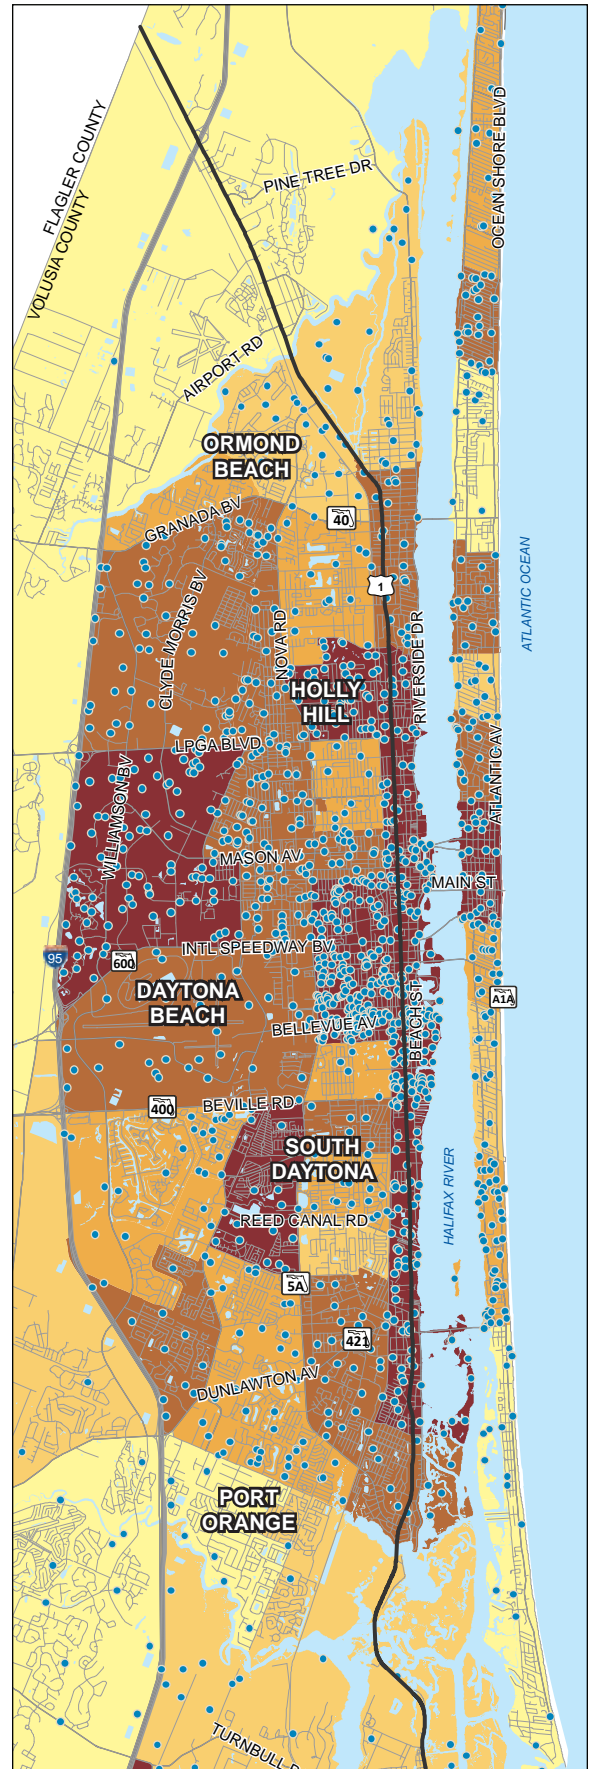 OCEAN SHORE BLVD
FLAGLER COUNTY
VOLUSIA COUNTY
PINE TREE DR
AIRPORT RD
ORMOND
BEACH
GRANADA BV
40
1
ATLANTIC OCEAN
CLYDE MORRIS BV
NOVA RD
RIVERSIDE DR
HOLLY
HILL
LPGA BLVD
ATLANTIC AV
WILLIAMSON BV
MASON AV
MAIN ST
INTL SPEEDWAY BV
95
600
DAYTONA
BEACH
A1A
BELLEVUE AV
BEACH ST
400
BEVILLE RD
SOUTH
DAYTONA
HALIFAX RIVER
REED CANAL RD
5A
421
DUNLAWTON AV
PORT
ORANGE
TURNBULL